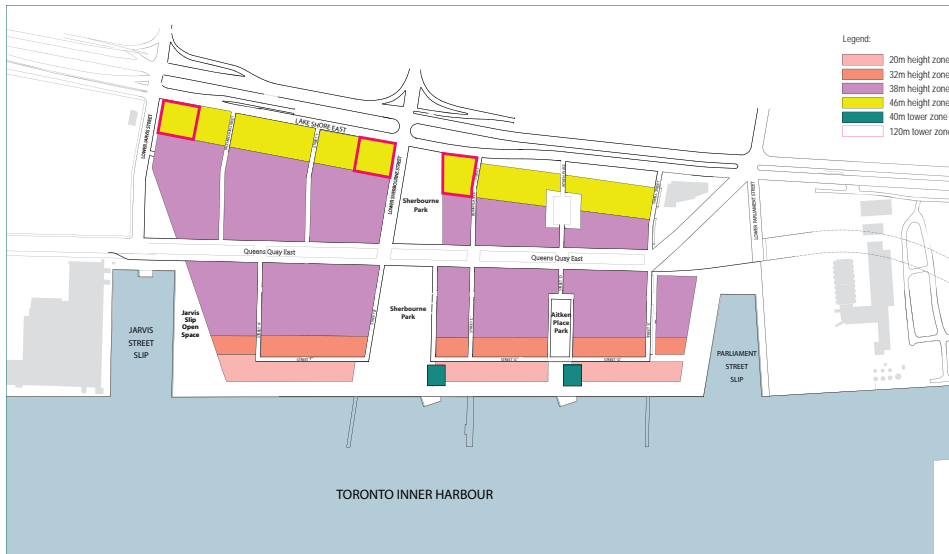 Legend:
20m height zone
32m height zone
38m height zone
46m height zone
40m tower zone
120m tower zone
LAKE SHORE EAST
LOWER JARVIS STREET
LOWER SHERBOURNE STREET
LOWER PARLIAMENT STREET
Sherbourne
Park
Queens Quay East
Queens Quay East
Jarvis
Slip
Open
Space
Sherbourne
Park
Aitken
Place
Park
JARVIS
STREET
SLIP
PARLIAMENT
STREET
SLIP
TORONTO INNER HARBOUR